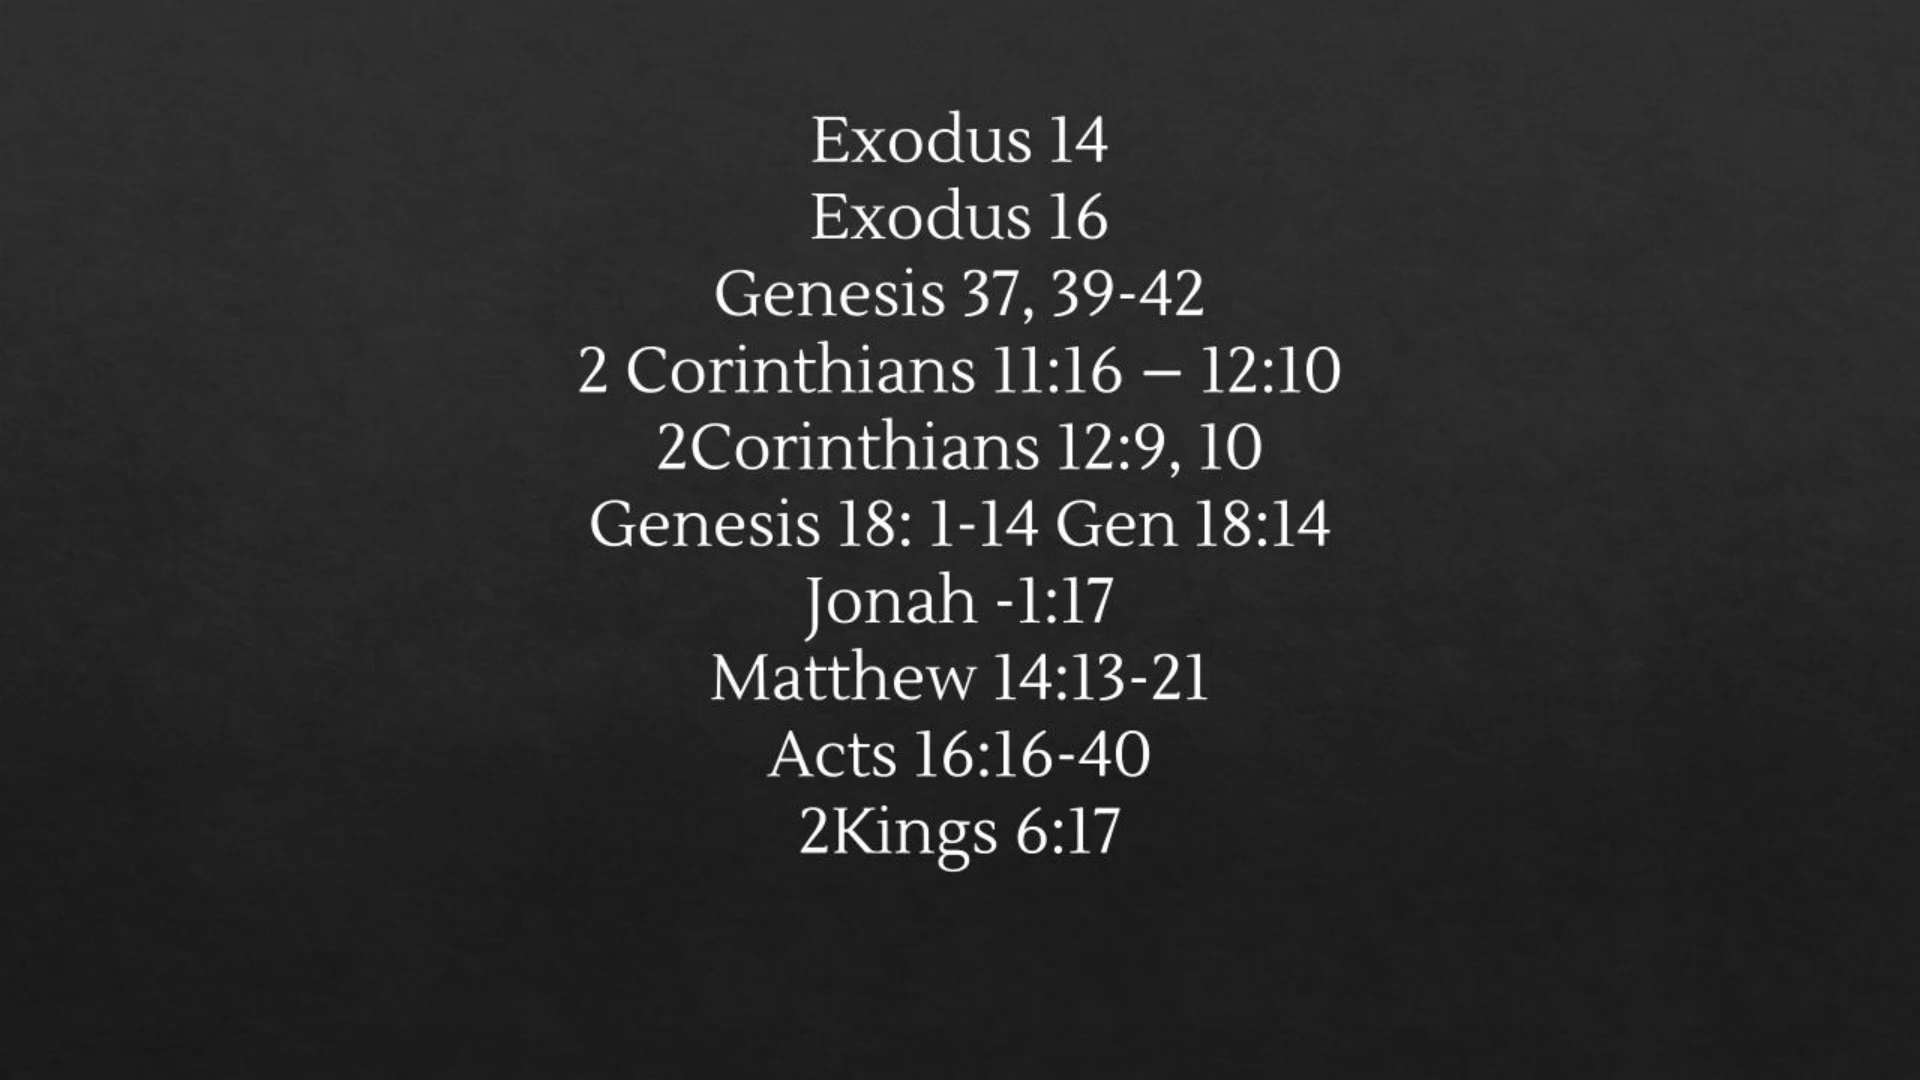 Exodus 14
Exodus 16
Genesis 37, 39-42
2 Corinthians 11:16 – 12:10
2Corinthians 12:9, 10
Genesis 18: 1-14 Gen 18:14
Jonah -1:17
Matthew 14:13-21
Acts 16:16-40
2Kings 6:17